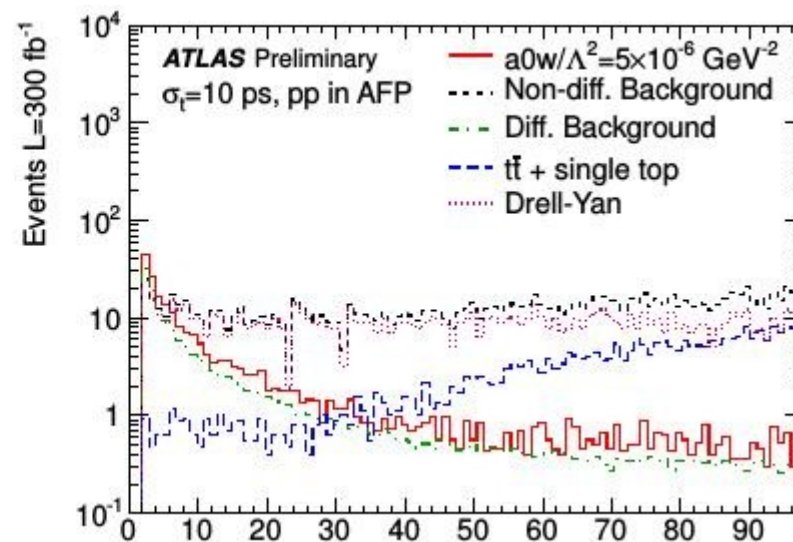 Events L=300 fb⁻¹
10⁴
10³
10²
10
1
10⁻¹
ATLAS Preliminary
σₜ=10 ps, pp in AFP
a0w/Λ²=5×10⁻⁶ GeV⁻²
Non-diff. Background
Diff. Background
tt̄ + single top
Drell-Yan
0 10 20 30 40 50 60 70 80 90